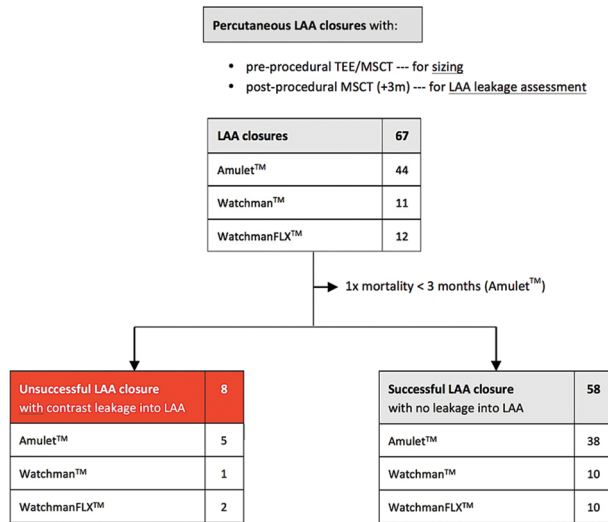 Percutaneous LAA closures with:
• pre-procedural TEE/MSCT --- for sizing
• post-procedural MSCT (+3m) --- for LAA leakage assessment
LAA closures 67
Amulet™ 44
Watchman™ 11
WatchmanFLX™ 12
1x mortality < 3 months (Amulet™)
Unsuccessful LAA closure 8
with contrast leakage into LAA
Amulet™ 5
Watchman™ 1
WatchmanFLX™ 2
Successful LAA closure 58
with no leakage into LAA
Amulet™ 38
Watchman™ 10
WatchmanFLX™ 10